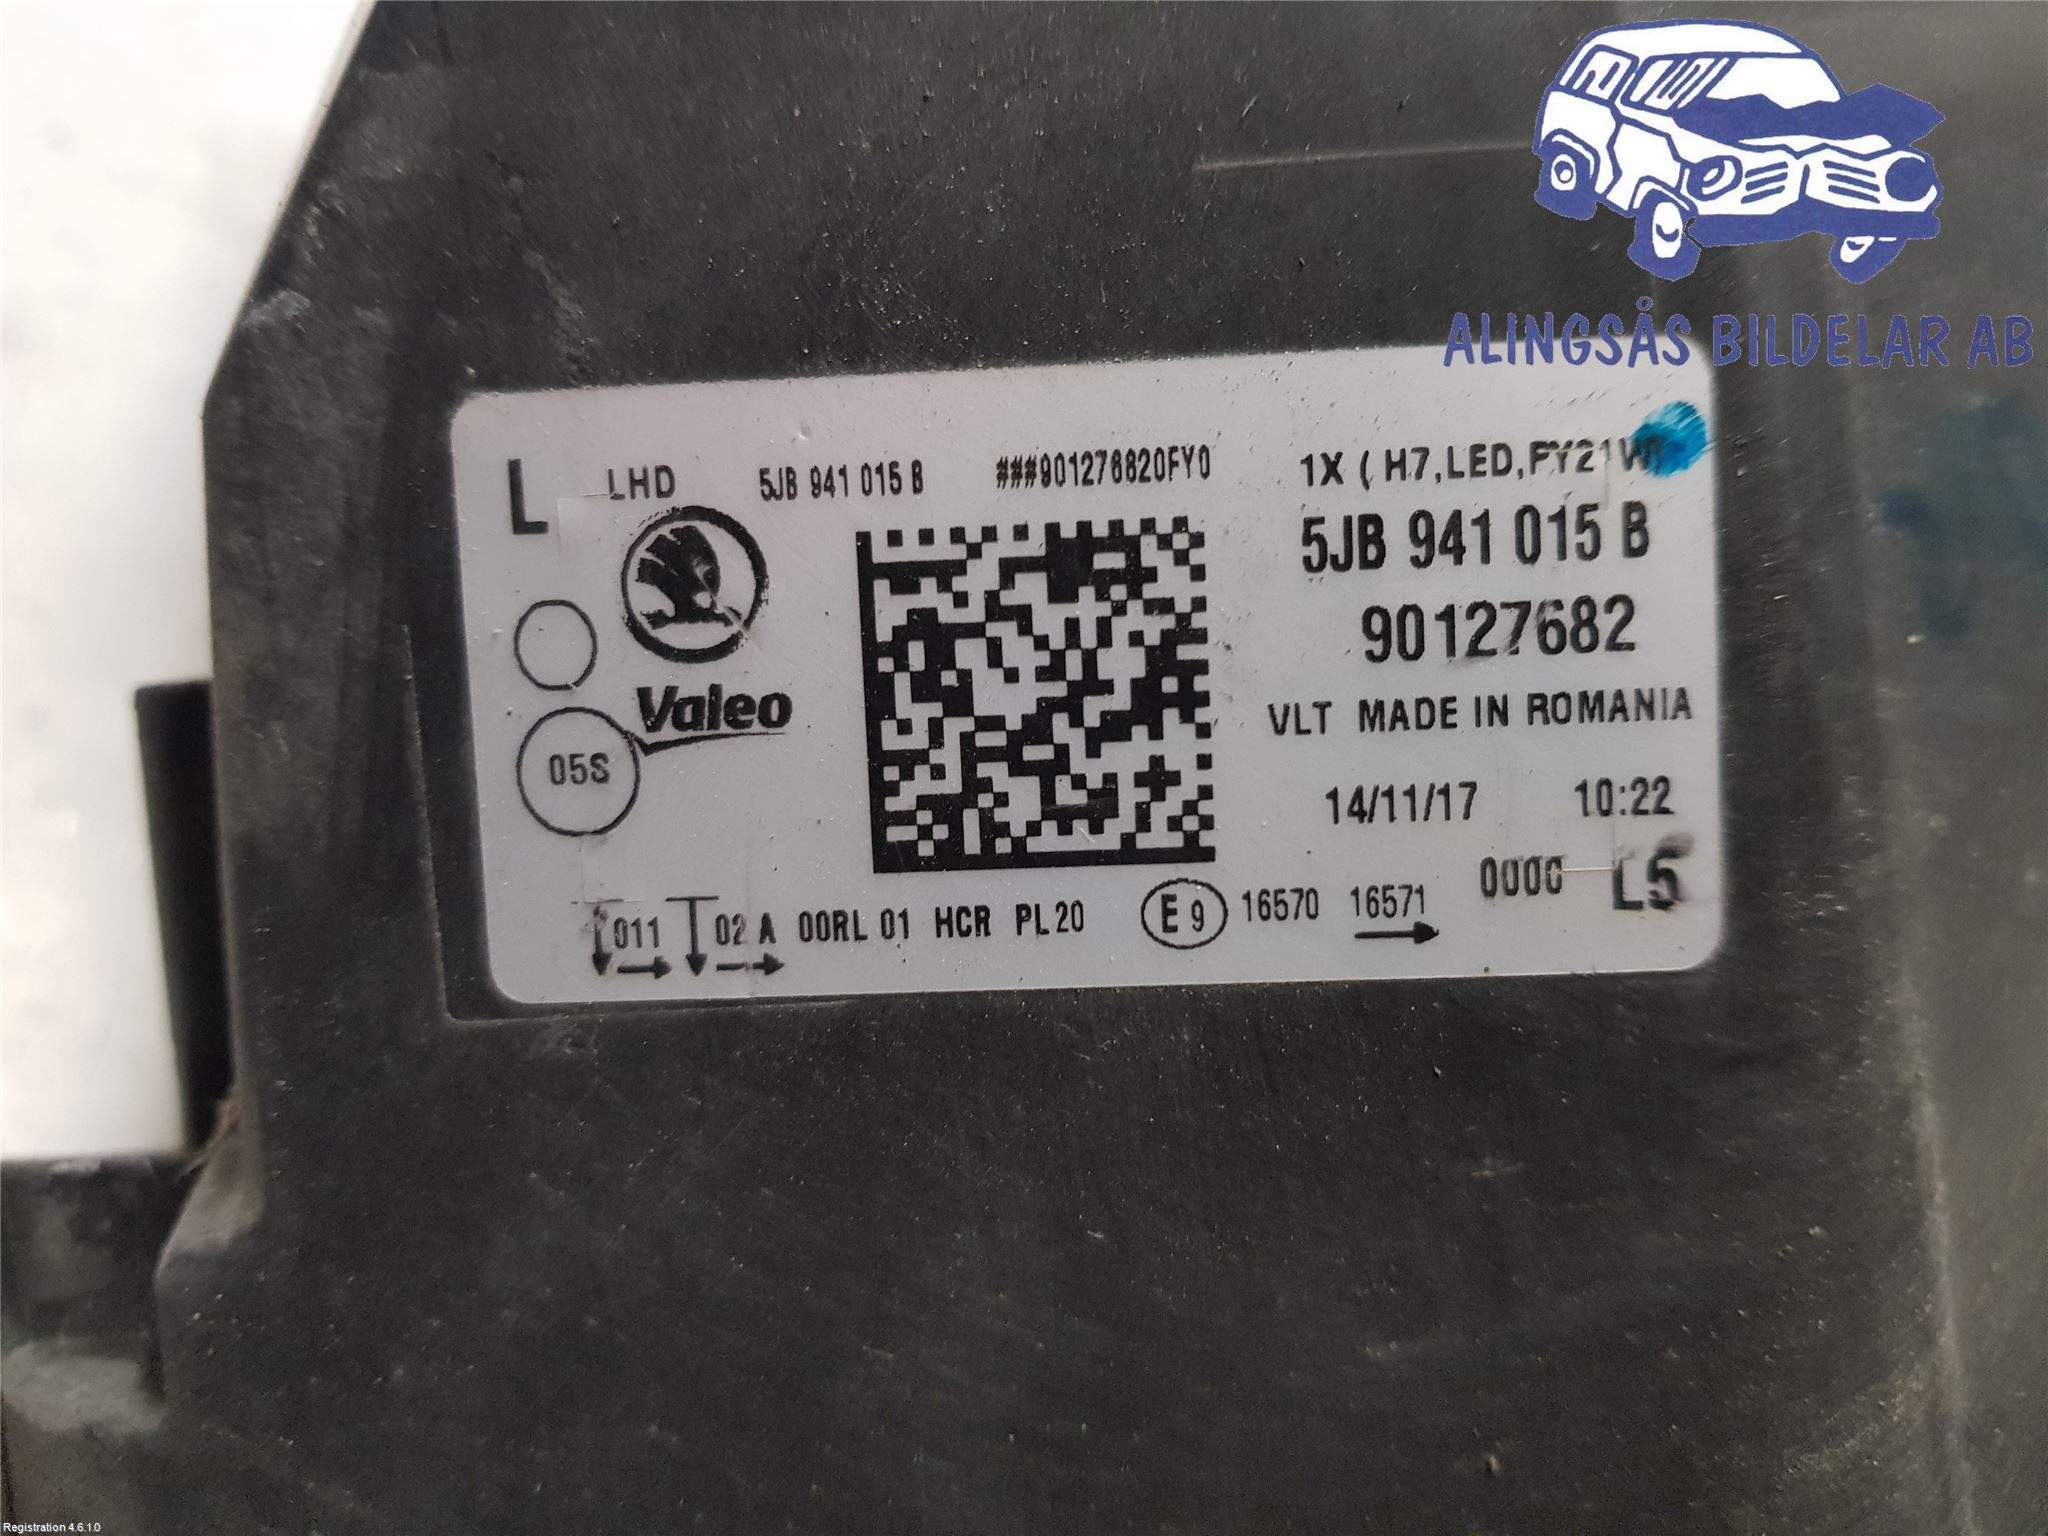 ALINGSÅS BILDELAR AB
L LHD 5JB 941 015 B ###901276820FY0 1X ( H7,LED,PY21W)
5JB 941 015 B
90127682
Valeo
VLT MADE IN ROMANIA
05S
14/11/17 10:22
0000 L5
011 02 A 00RL 01 HCR PL20 E9 16570 16571
Registration 4.6.1.0